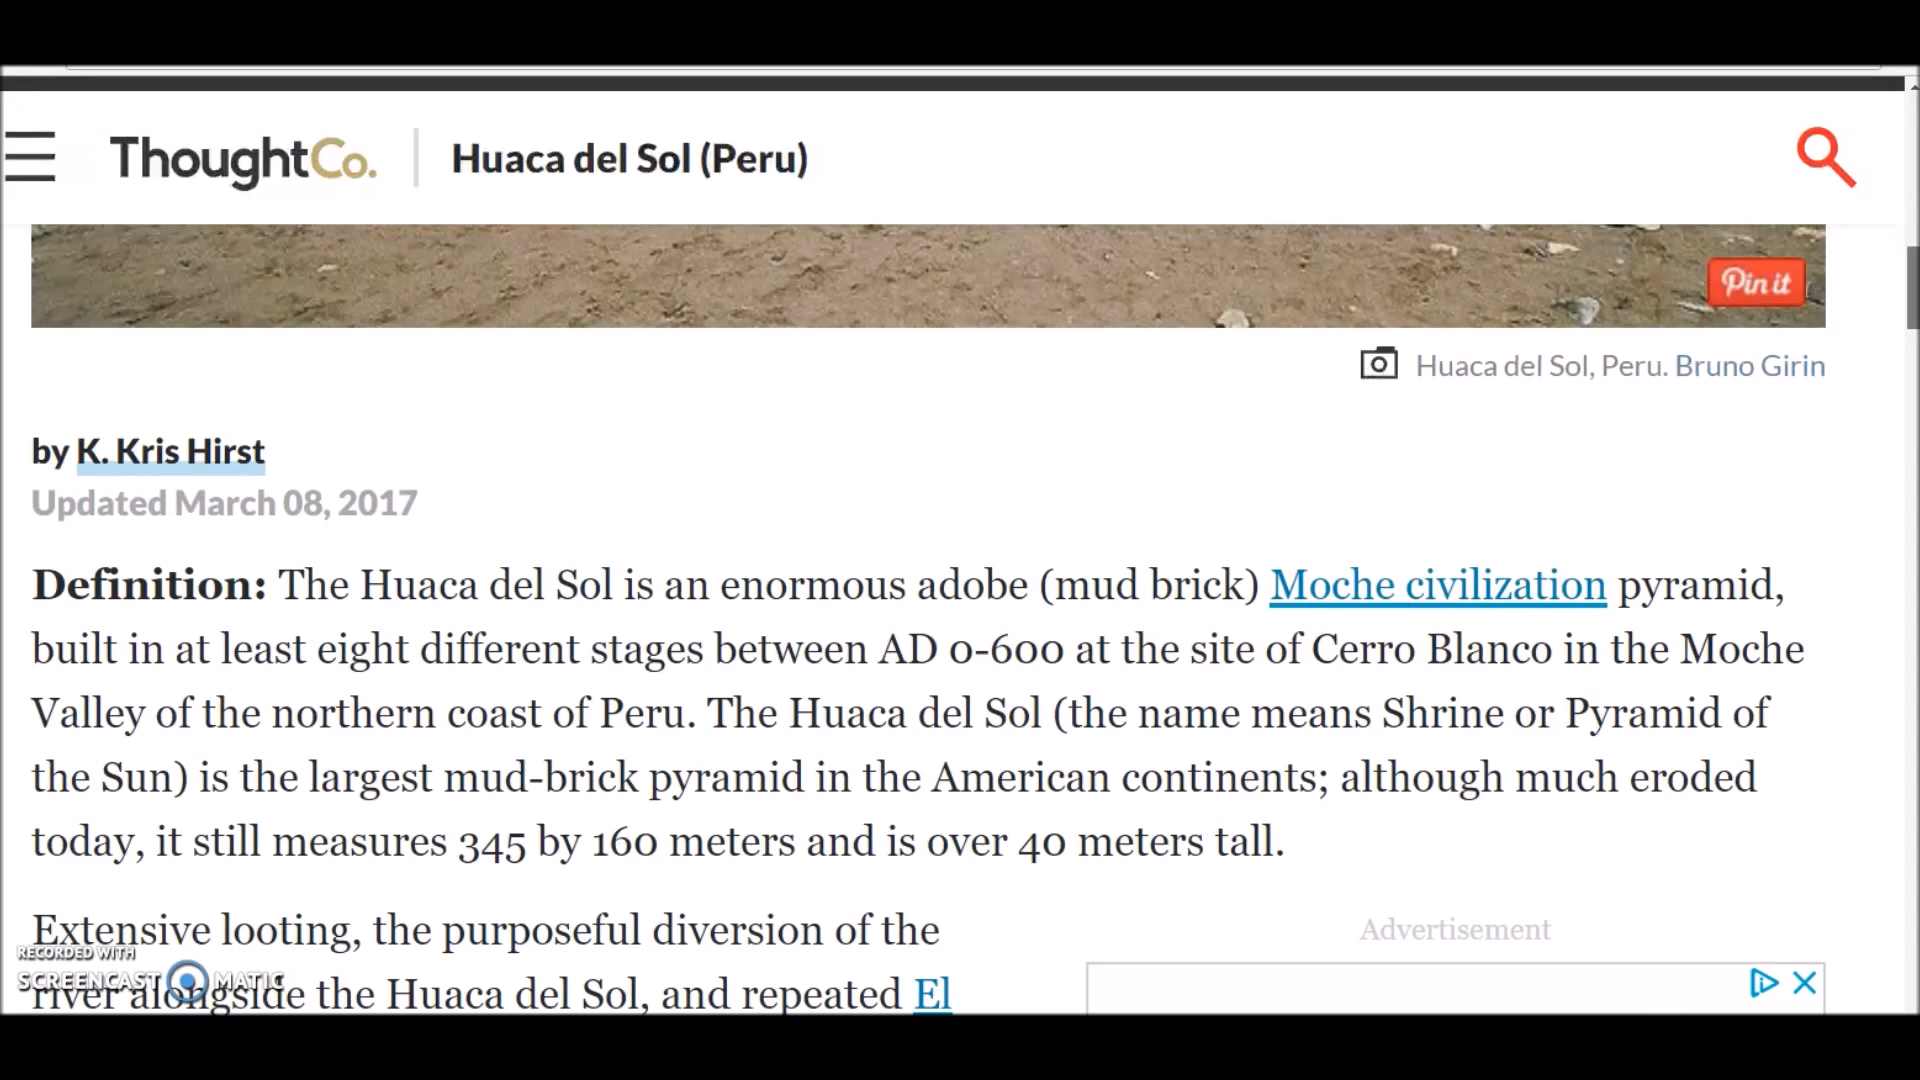 ThoughtCo. Huaca del Sol (Peru)
Pin it
Huaca del Sol, Peru. Bruno Girin
by K. Kris Hirst
Updated March 08, 2017
Definition: The Huaca del Sol is an enormous adobe (mud brick) Moche civilization pyramid,
built in at least eight different stages between AD 0-600 at the site of Cerro Blanco in the Moche
Valley of the northern coast of Peru. The Huaca del Sol (the name means Shrine or Pyramid of
the Sun) is the largest mud-brick pyramid in the American continents; although much eroded
today, it still measures 345 by 160 meters and is over 40 meters tall.
Extensive looting, the purposeful diversion of the
river alongside the Huaca del Sol, and repeated El
Advertisement
RECORDED WITH
SCREENCAST MATIC